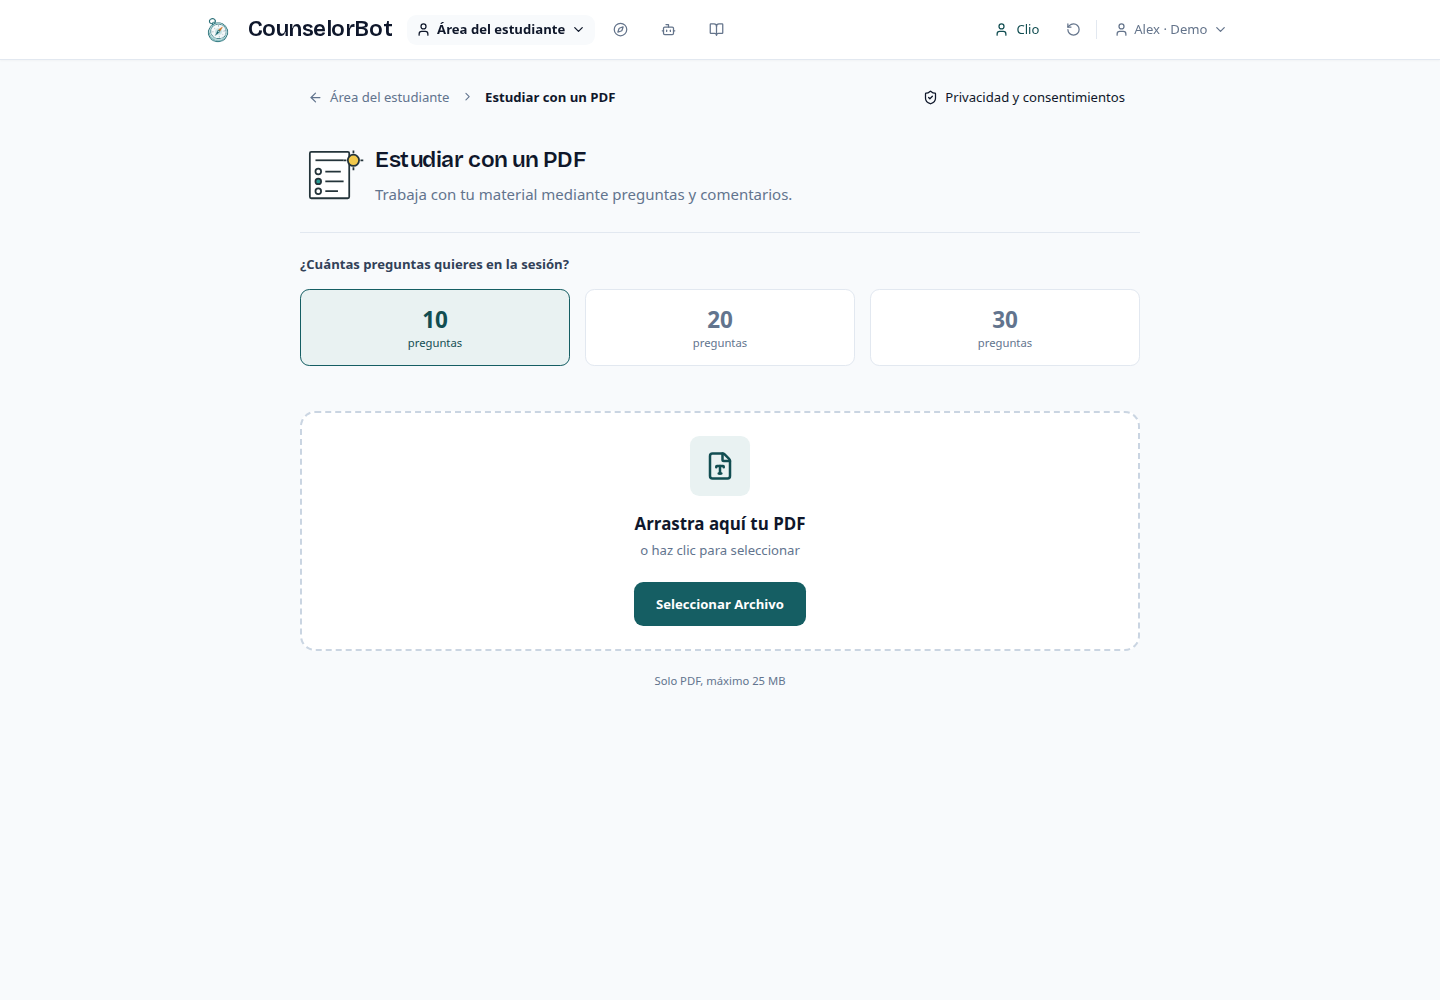 CounselorBot
Área del estudiante
Clio
Alex · Demo
Área del estudiante
Estudiar con un PDF
Privacidad y consentimientos
Estudiar con un PDF
Trabaja con tu material mediante preguntas y comentarios.
¿Cuántas preguntas quieres en la sesión?
10
preguntas
20
preguntas
30
preguntas
Arrastra aquí tu PDF
o haz clic para seleccionar
Seleccionar Archivo
Solo PDF, máximo 25 MB